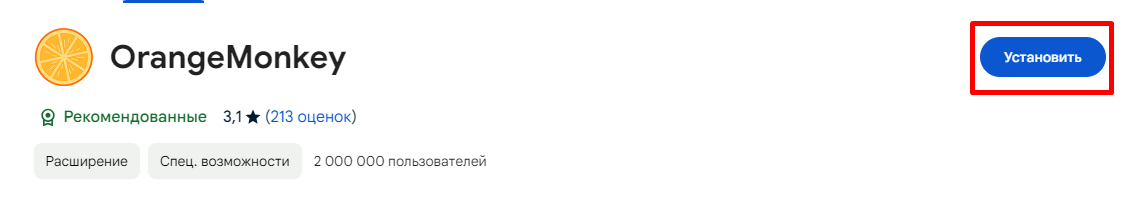 OrangeMonkey
Установить
Рекомендованные 3,1★ (213 оценок)
Расширение Спец. возможности 2 000 000 пользователей